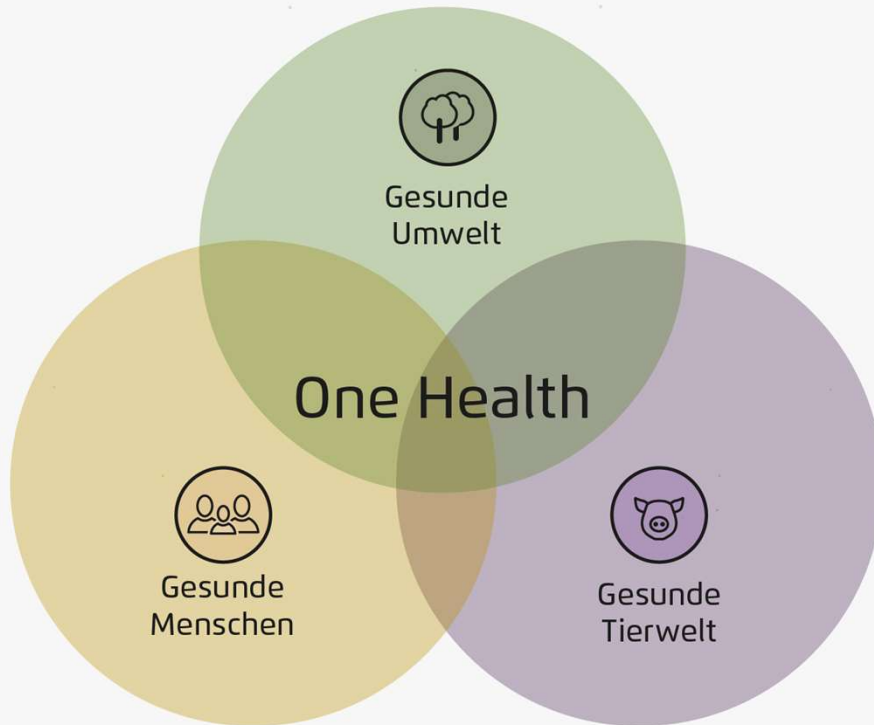 Gesunde
Umwelt
One Health
Gesunde
Menschen
Gesunde
Tierwelt